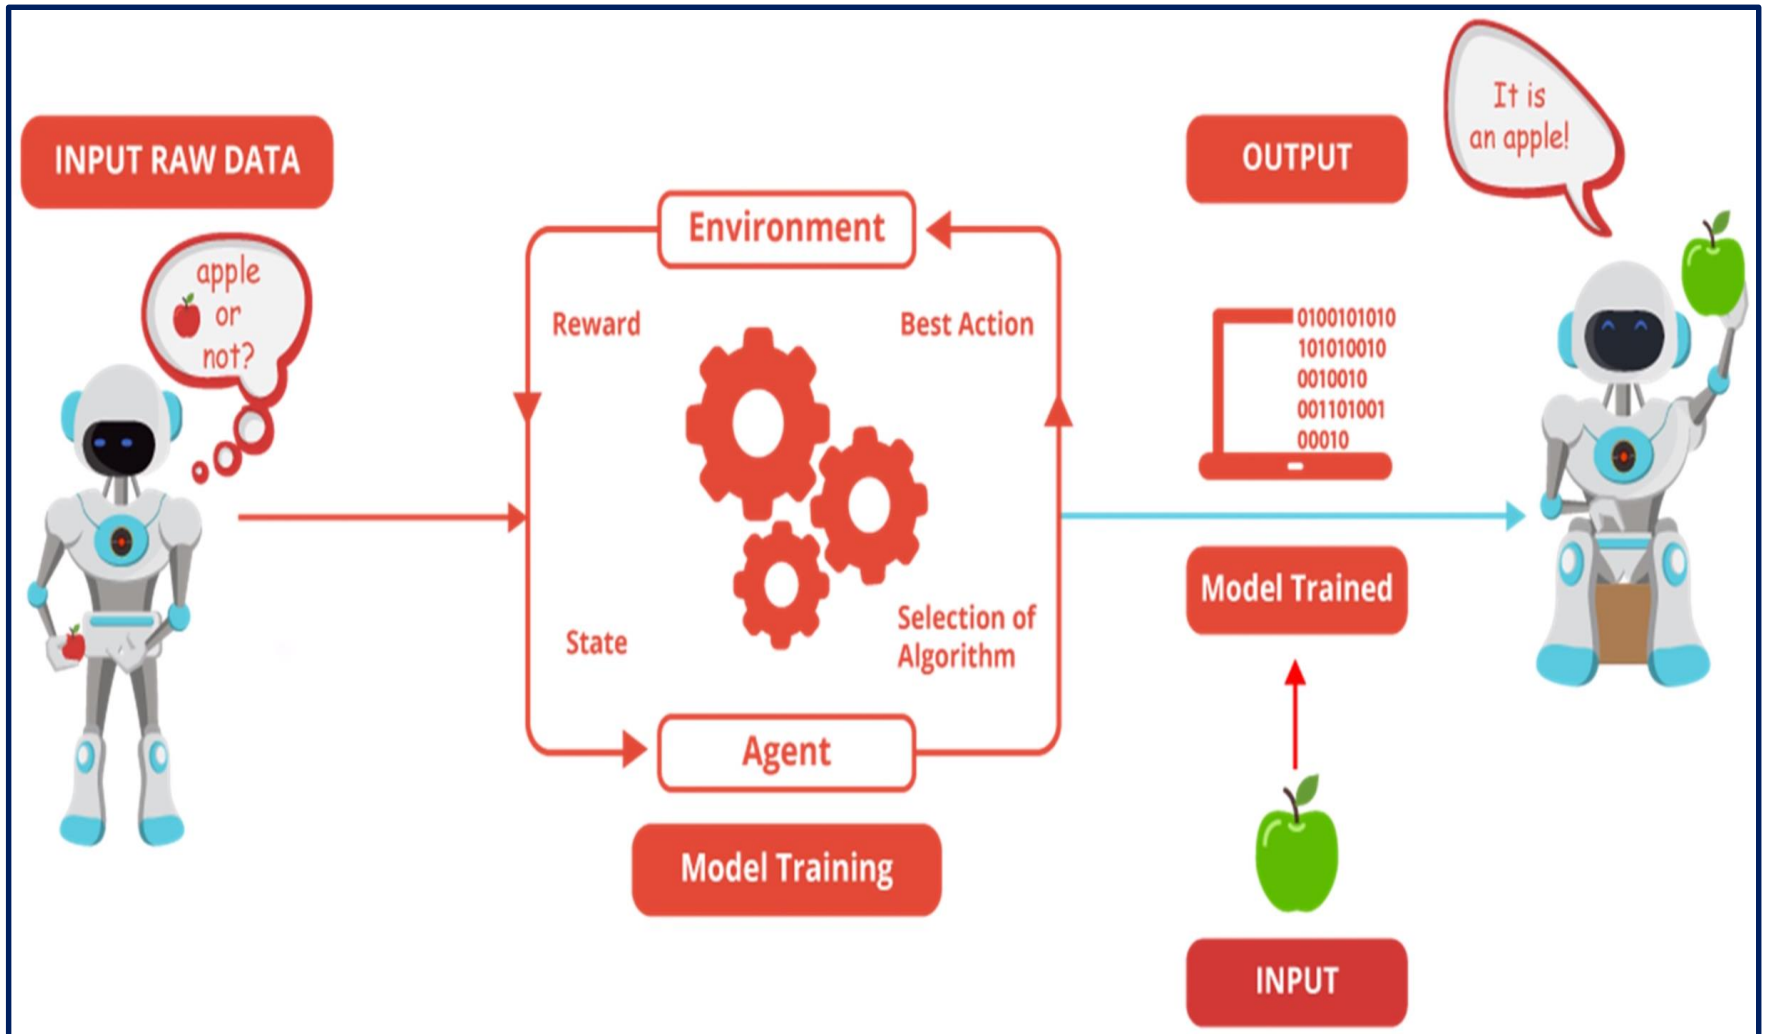 INPUT RAW DATA
apple
or
not?
Environment
Reward
Best Action
State
Selection of
Algorithm
Agent
Model Training
OUTPUT
0100101010
101010010
0010010
001101001
00010
Model Trained
INPUT
It is
an apple!